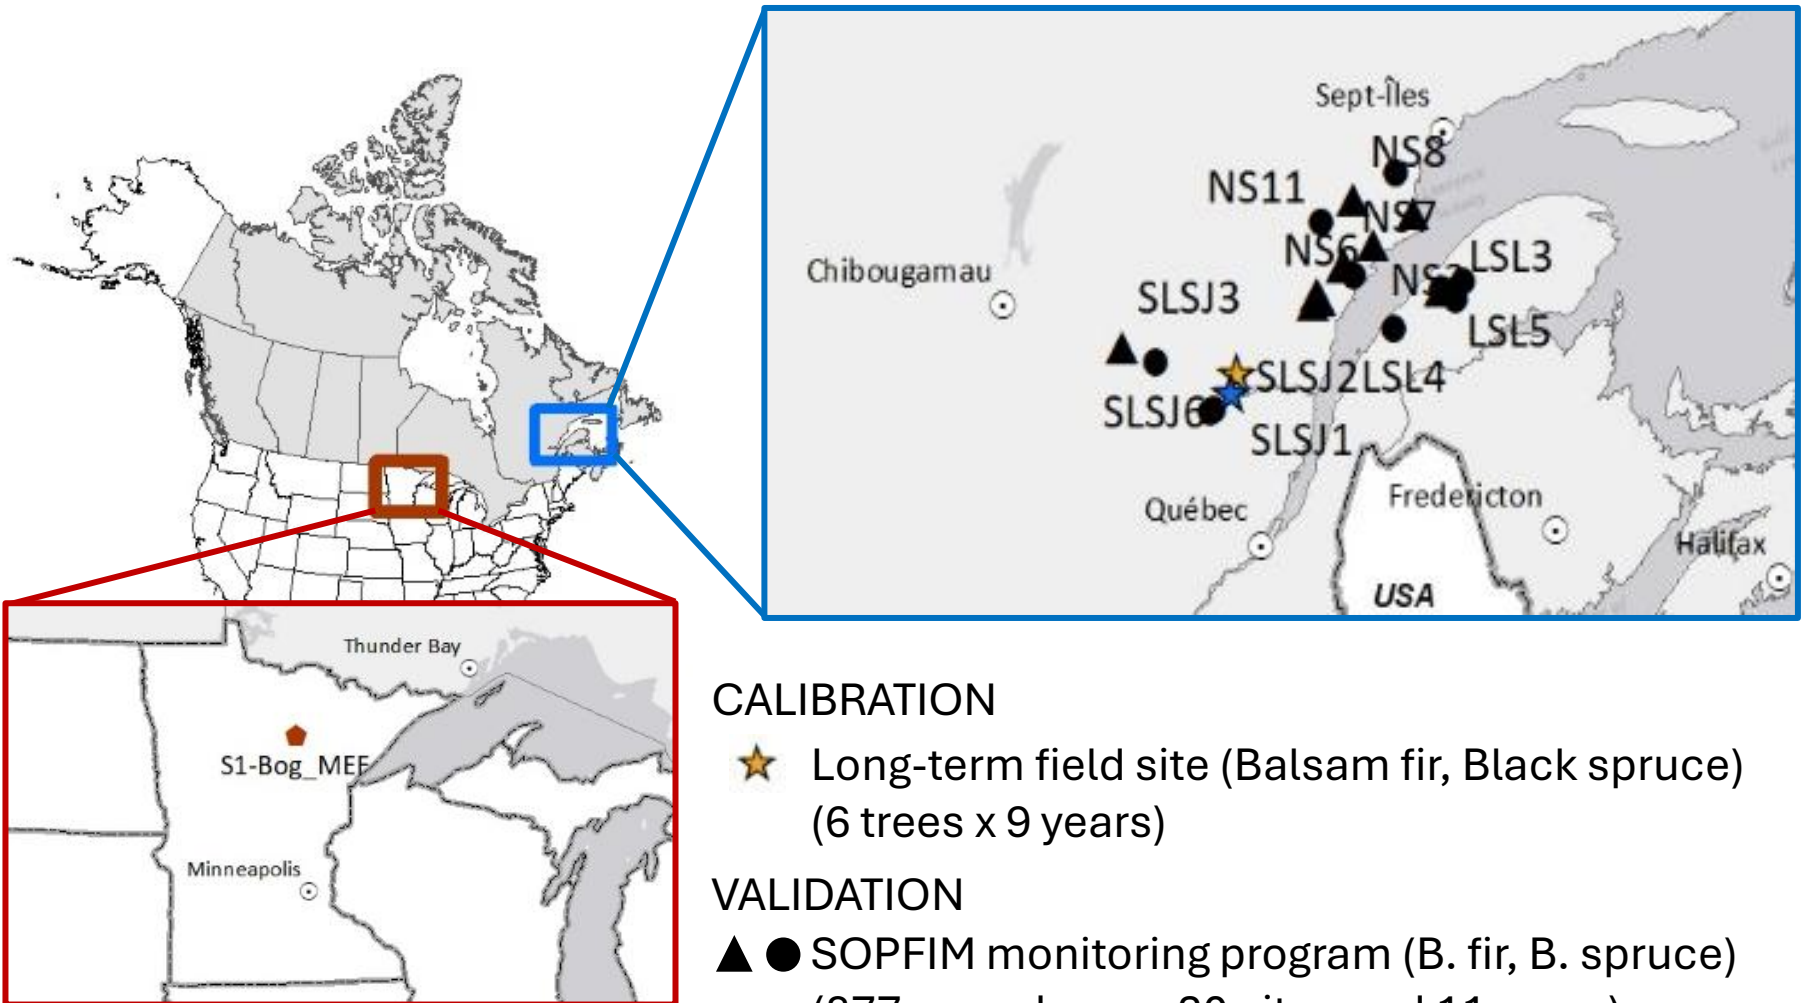 Sept-Îles
NS8
NS11
NS7
NS6
LSL3
Chibougamau
SLSJ3
LSL5
SLSJ2
LSL4
SLSJ6
SLSJ1
Québec
Fredericton
Halifax
USA
Thunder Bay
S1-Bog_MEF
Minneapolis
CALIBRATION
Long-term field site (Balsam fir, Black spruce)
(6 trees x 9 years)
VALIDATION
SOPFIM monitoring program (B. fir, B. spruce)